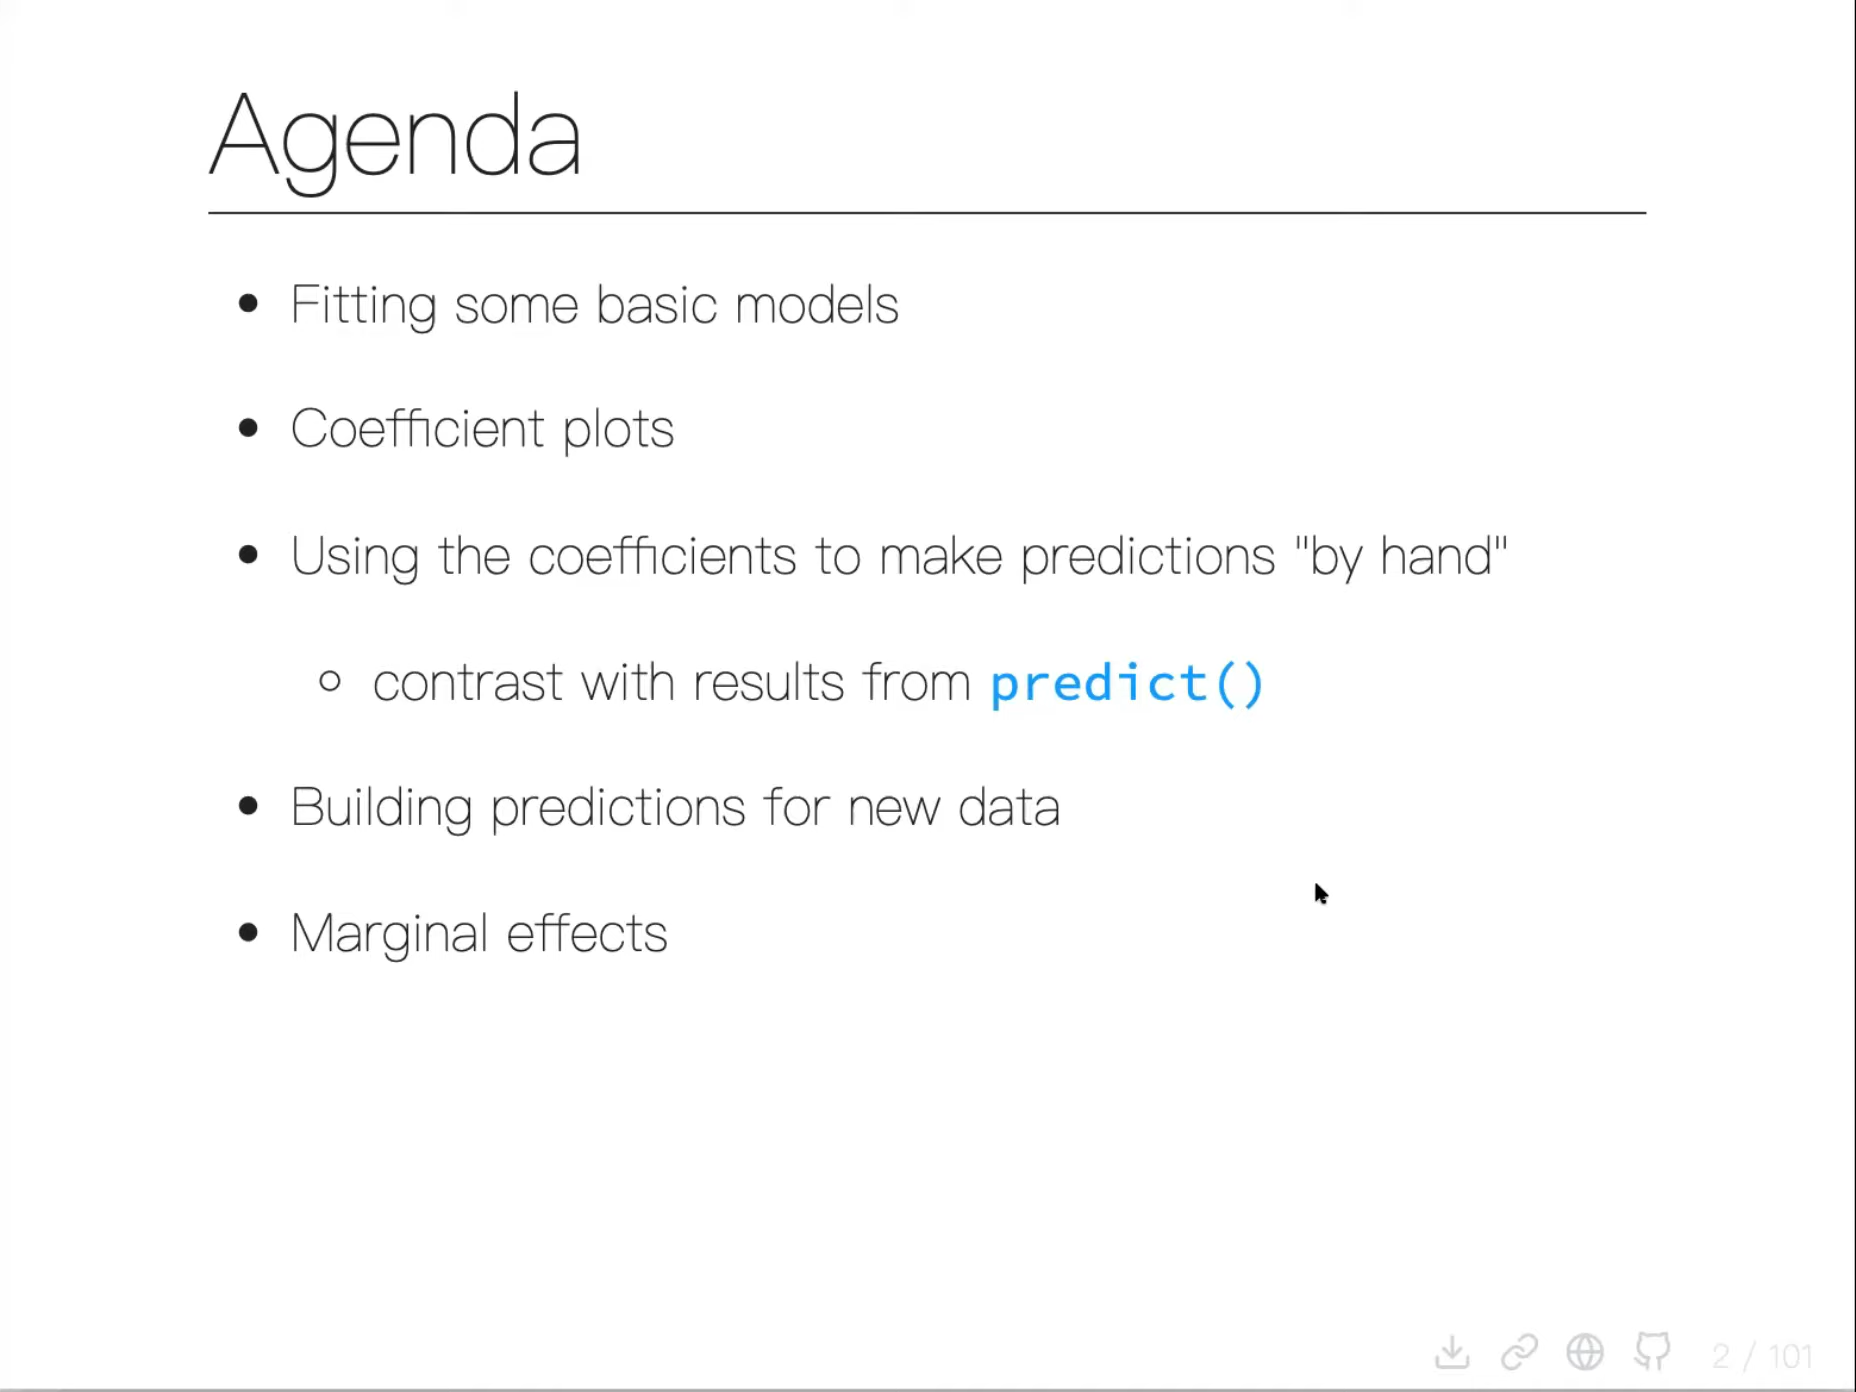 Agenda
Fitting some basic models
Coefficient plots
Using the coefficients to make predictions "by hand"
contrast with results from predict()
Building predictions for new data
Marginal effects
2 / 101